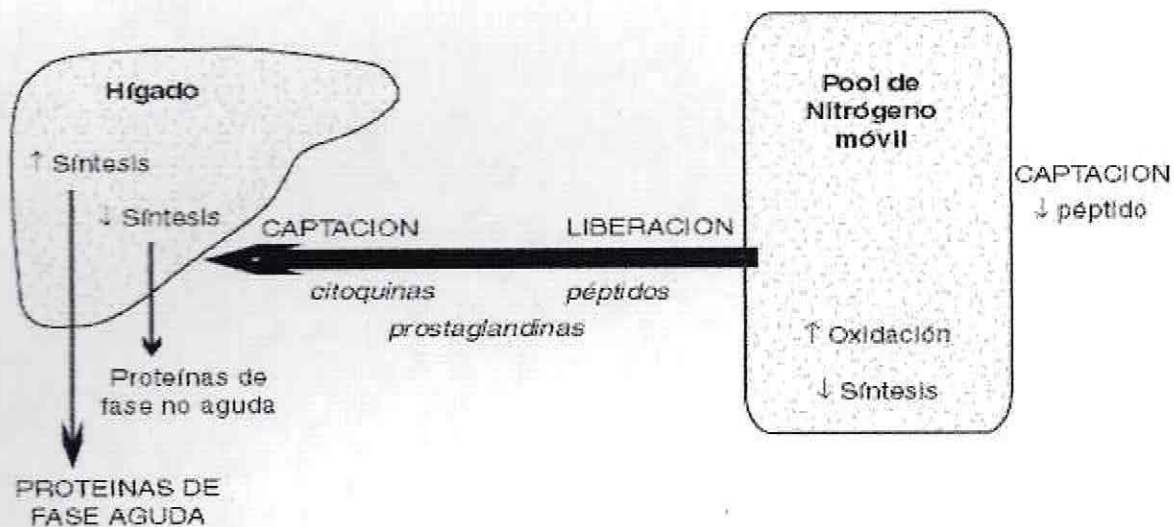 Hígado
↑ Síntesis
↓ Síntesis
Proteínas de
fase no aguda
PROTEINAS DE
FASE AGUDA
CAPTACION
LIBERACION
citoquinas
péptidos
prostaglandinas
Pool de
Nitrógeno
móvil
↑ Oxidación
↓ Síntesis
CAPTACION
↓ péptido